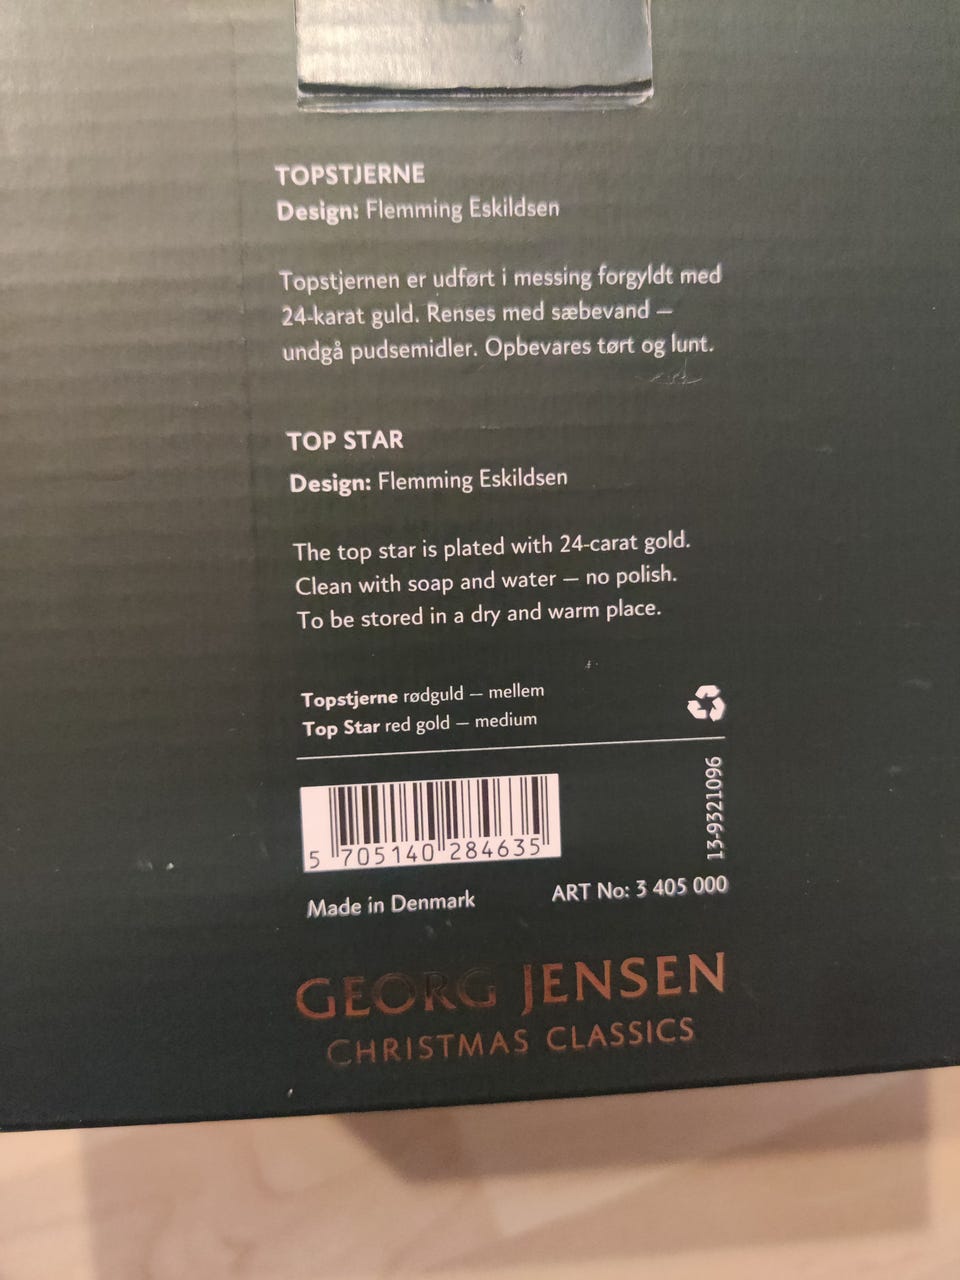 TOPSTJERNE
Design: Flemming Eskildsen
Topstjernen er udført i messing forgyldt med
24-karat guld. Renses med sæbevand –
undgå pudsemidler. Opbevares tørt og lunt.
TOP STAR
Design: Flemming Eskildsen
The top star is plated with 24-carat gold.
Clean with soap and water – no polish.
To be stored in a dry and warm place.
Topstjerne rødguld – mellem
Top Star red gold – medium
13-9321096
5 705140 284635
Made in Denmark
ART No: 3 405 000
GEORG JENSEN
CHRISTMAS CLASSICS